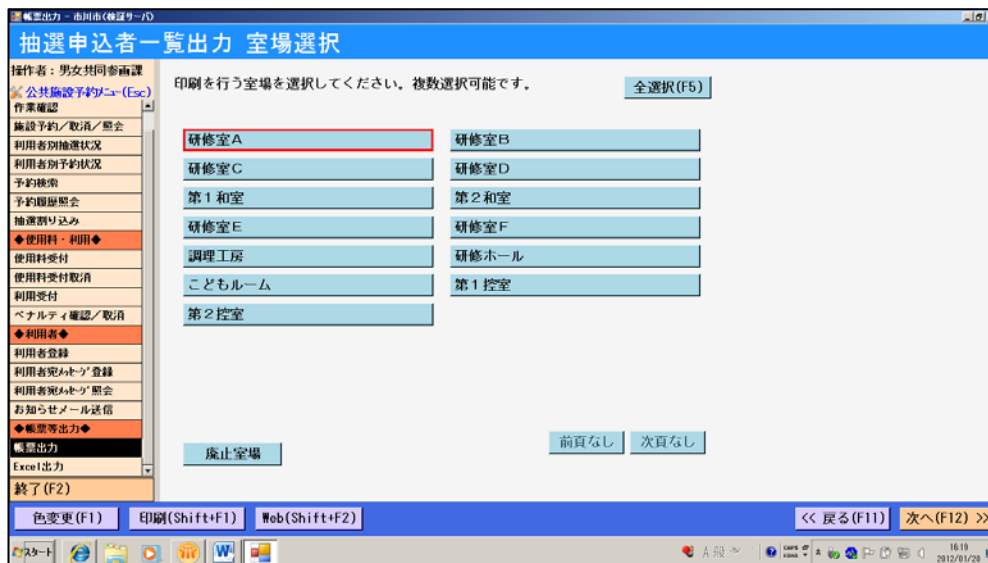 帳票出力 - 市川市(検証サーバ)
抽選申込者一覧出力 室場選択
操作者：男女共同参画課
公共施設予約ﾒﾆｭｰ(Esc)
作業確認
施設予約／取消／照会
利用者別抽選状況
利用者別予約状況
予約検索
予約履歴照会
抽選割り込み
◆使用料・利用◆
使用料受付
使用料受付取消
利用受付
ペナルティ確認／取消
◆利用者◆
利用者登録
利用者宛ﾒｯｾｰｼﾞ登録
利用者宛ﾒｯｾｰｼﾞ照会
お知らせメール送信
◆帳票等出力◆
帳票出力
Excel出力
終了(F2)
印刷を行う室場を選択してください。複数選択可能です。
全選択(F5)
研修室A 研修室B
研修室C 研修室D
第1和室 第2和室
研修室E 研修室F
調理工房 研修ホール
こどもルーム 第1控室
第2控室
廃止室場 前頁なし 次頁なし
色変更(F1) 印刷(Shift+F1) Web(Shift+F2) << 戻る(F11) 次へ(F12) >>
スタート A 般 CAPS KANA 16:19
2012/01/20